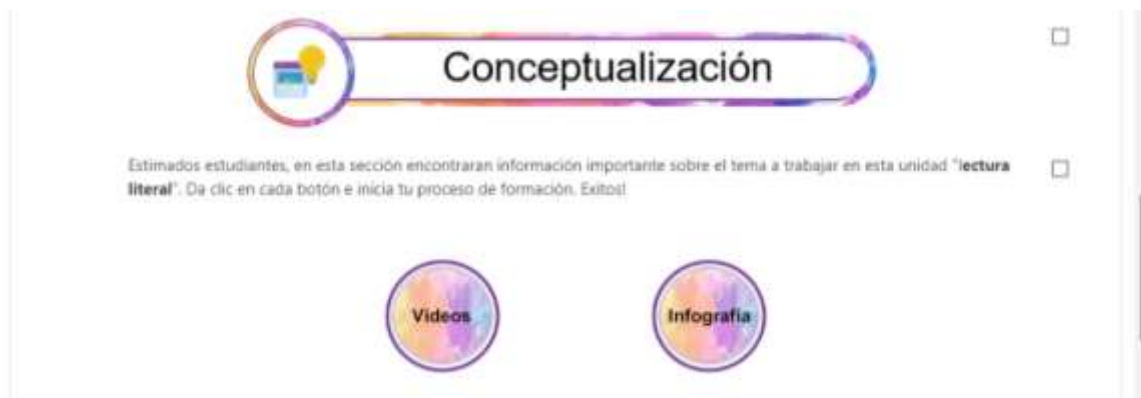 Conceptualización
Estimados estudiantes, en esta sección encontraran información importante sobre el tema a trabajar en esta unidad "lectura
literal". Da clic en cada botón e inicia tu proceso de formación. Exitos!
Videos
Infografia